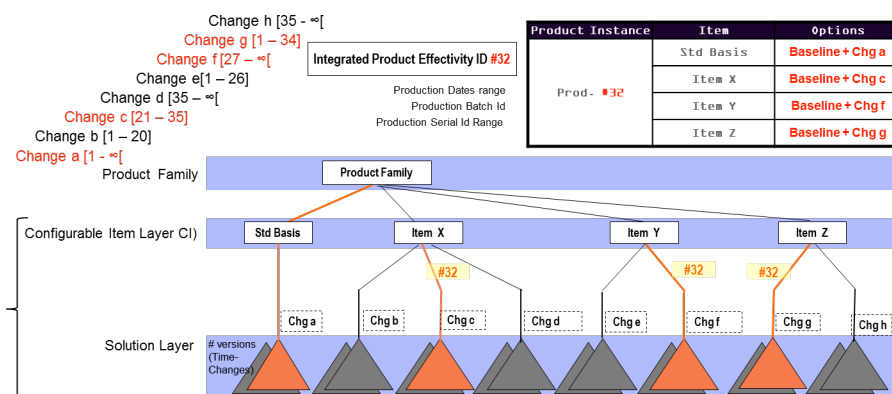 Change h [35 - ∞[
Change g [1 – 34]
Change f [27 – ∞[
Change e[1 – 26]
Change d [35 – ∞[
Change c [21 – 35]
Change b [1 – 20]
Change a [1 - ∞[
Integrated Product Effectivity ID #32
Production Dates range
Production Batch Id
Production Serial Id Range
Product Instance Item Options
Prod- #32
Std Basis Baseline + Chg a
Item X Baseline + Chg c
Item Y Baseline + Chg f
Item Z Baseline + Chg g
Product Family
Product Family
Configurable Item Layer CI)
Std Basis
Item X
Item Y
Item Z
#32
#32
#32
Chg a
Chg b
Chg c
Chg d
Chg e
Chg f
Chg g
Chg h
Solution Layer
# versions
(Time-
Changes)